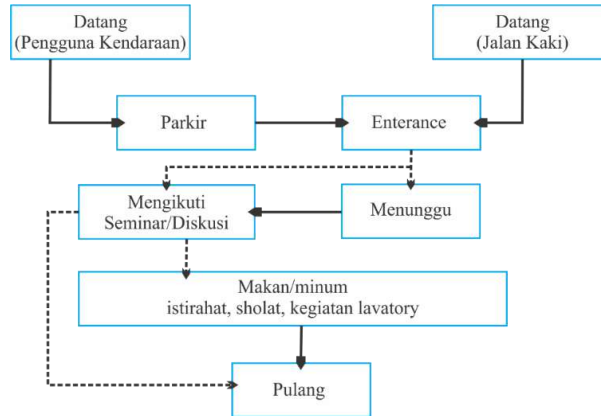 Datang
(Pengguna Kendaraan)
Datang
(Jalan Kaki)
Parkir
Enterance
Mengikuti
Seminar/Diskusi
Menunggu
Makan/minum
istirahat, sholat, kegiatan lavatory
Pulang